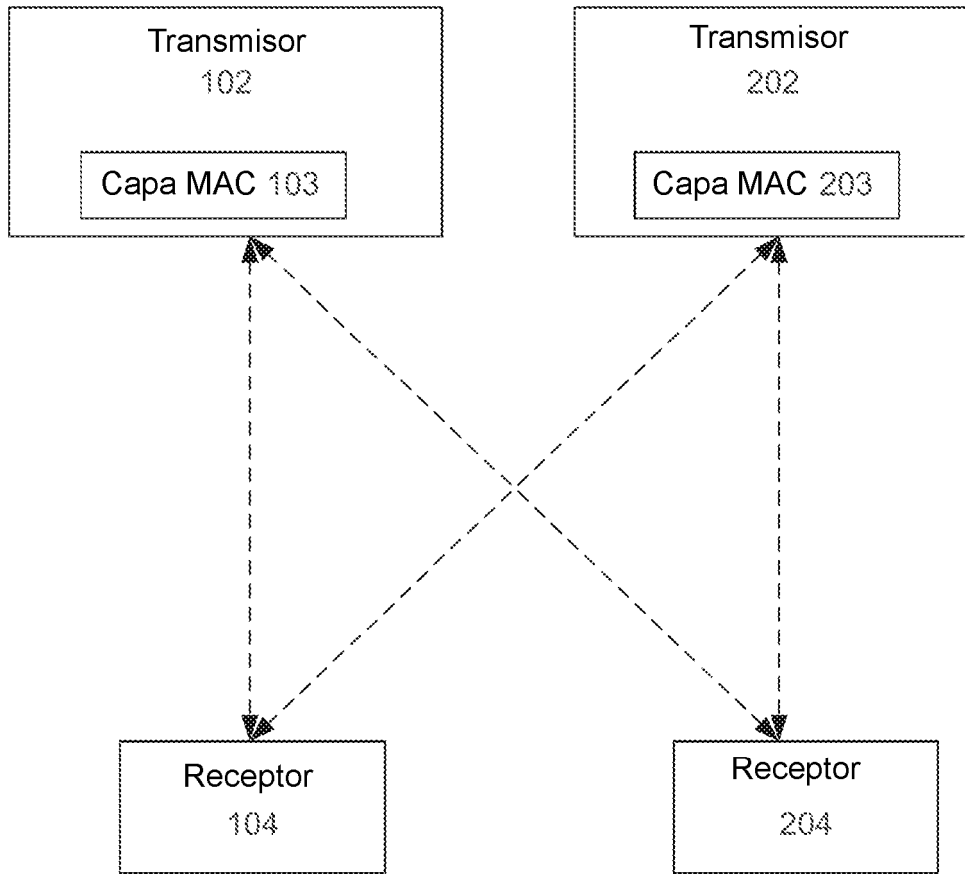 Transmisor
102
Capa MAC 103
Transmisor
202
Capa MAC 203
Receptor
104
Receptor
204